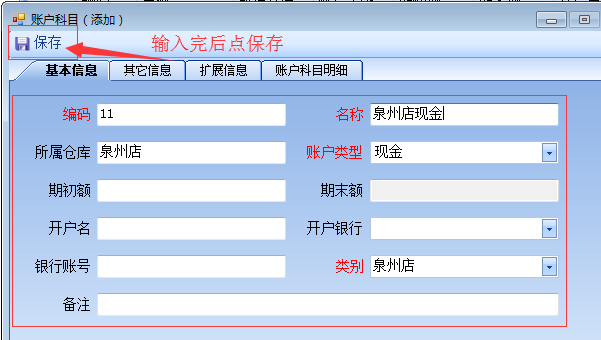 账户科目（添加）
保存 输入完后点保存
基本信息 其它信息 扩展信息 账户科目明细
编码 11 名称 泉州店现金
所属仓库 泉州店 账户类型 现金
期初额 期末额
开户名 开户银行
银行账号 类别 泉州店
备注